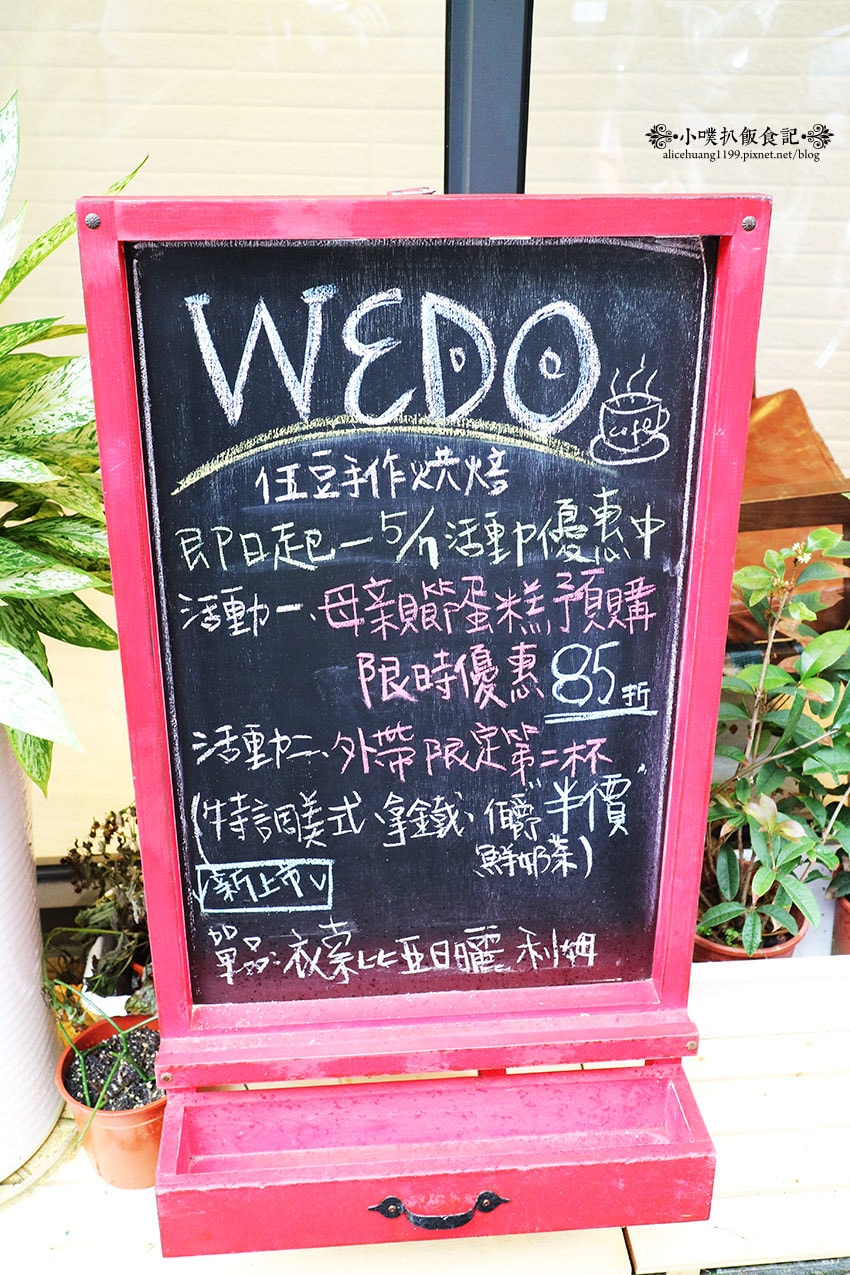 小噗扒飯食記
alicehuang1199.pixnet.net/blog
WEDO
cafe
伍豆手作烘焙
即日起－5/7活動優惠中
活動一、母親節蛋糕預購
限時優惠85折
活動二、外帶限定第二杯
(特調美式、拿鐵、伯爵"半價"
鮮奶茶)
新上市
單品:衣索比亞日曬 利姆